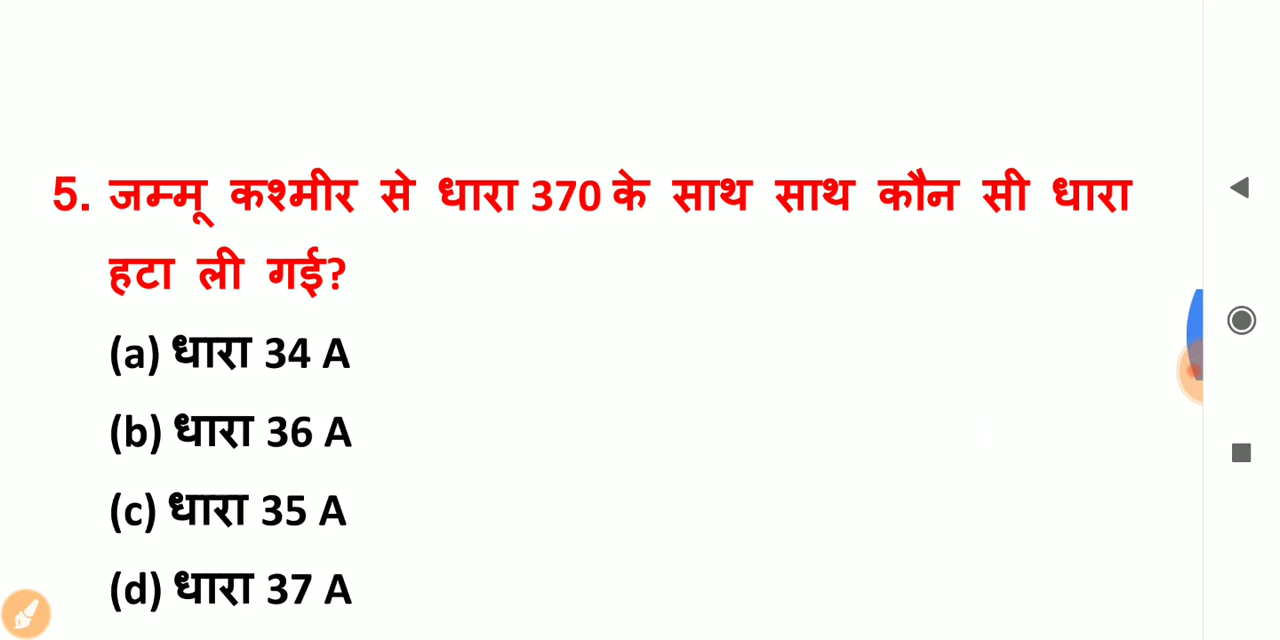 5. जम्मू कश्मीर से धारा 370 के साथ साथ कौन सी धारा
हटा ली गई?
(a) धारा 34 A
(b) धारा 36 A
(c) धारा 35 A
(d) धारा 37 A